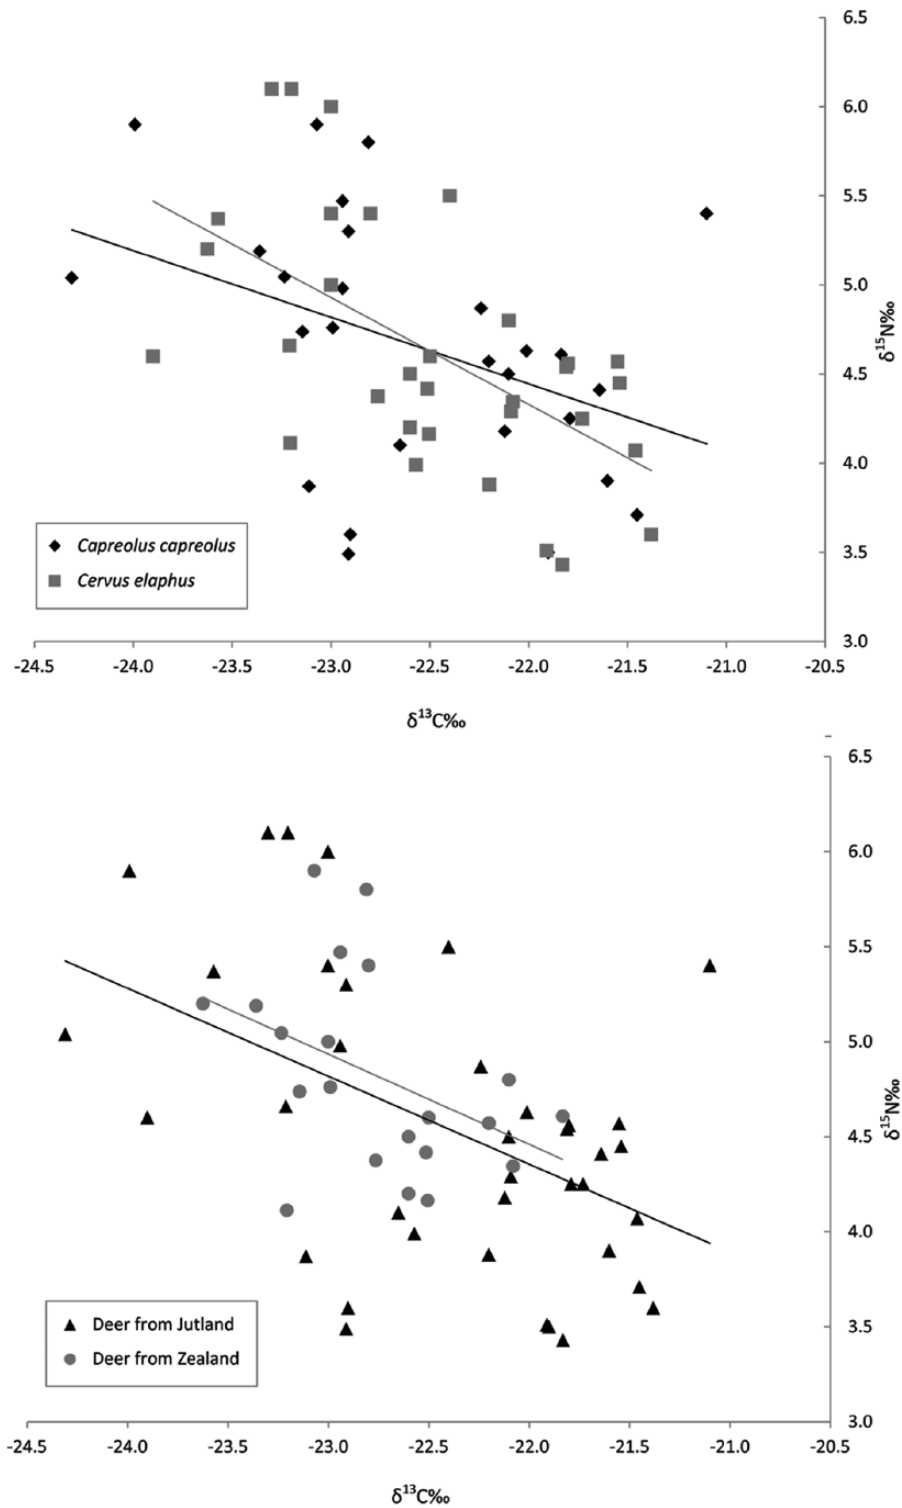 6.5
6.0
5.5
5.0
4.5
4.0
3.5
3.0
δ¹⁵N‰
Capreolus capreolus
Cervus elaphus
-24.5 -24.0 -23.5 -23.0 -22.5 -22.0 -21.5 -21.0 -20.5
δ¹³C‰
6.5
6.0
5.5
5.0
4.5
4.0
3.5
3.0
δ¹⁵N‰
Deer from Jutland
Deer from Zealand
-24.5 -24.0 -23.5 -23.0 -22.5 -22.0 -21.5 -21.0 -20.5
δ¹³C‰